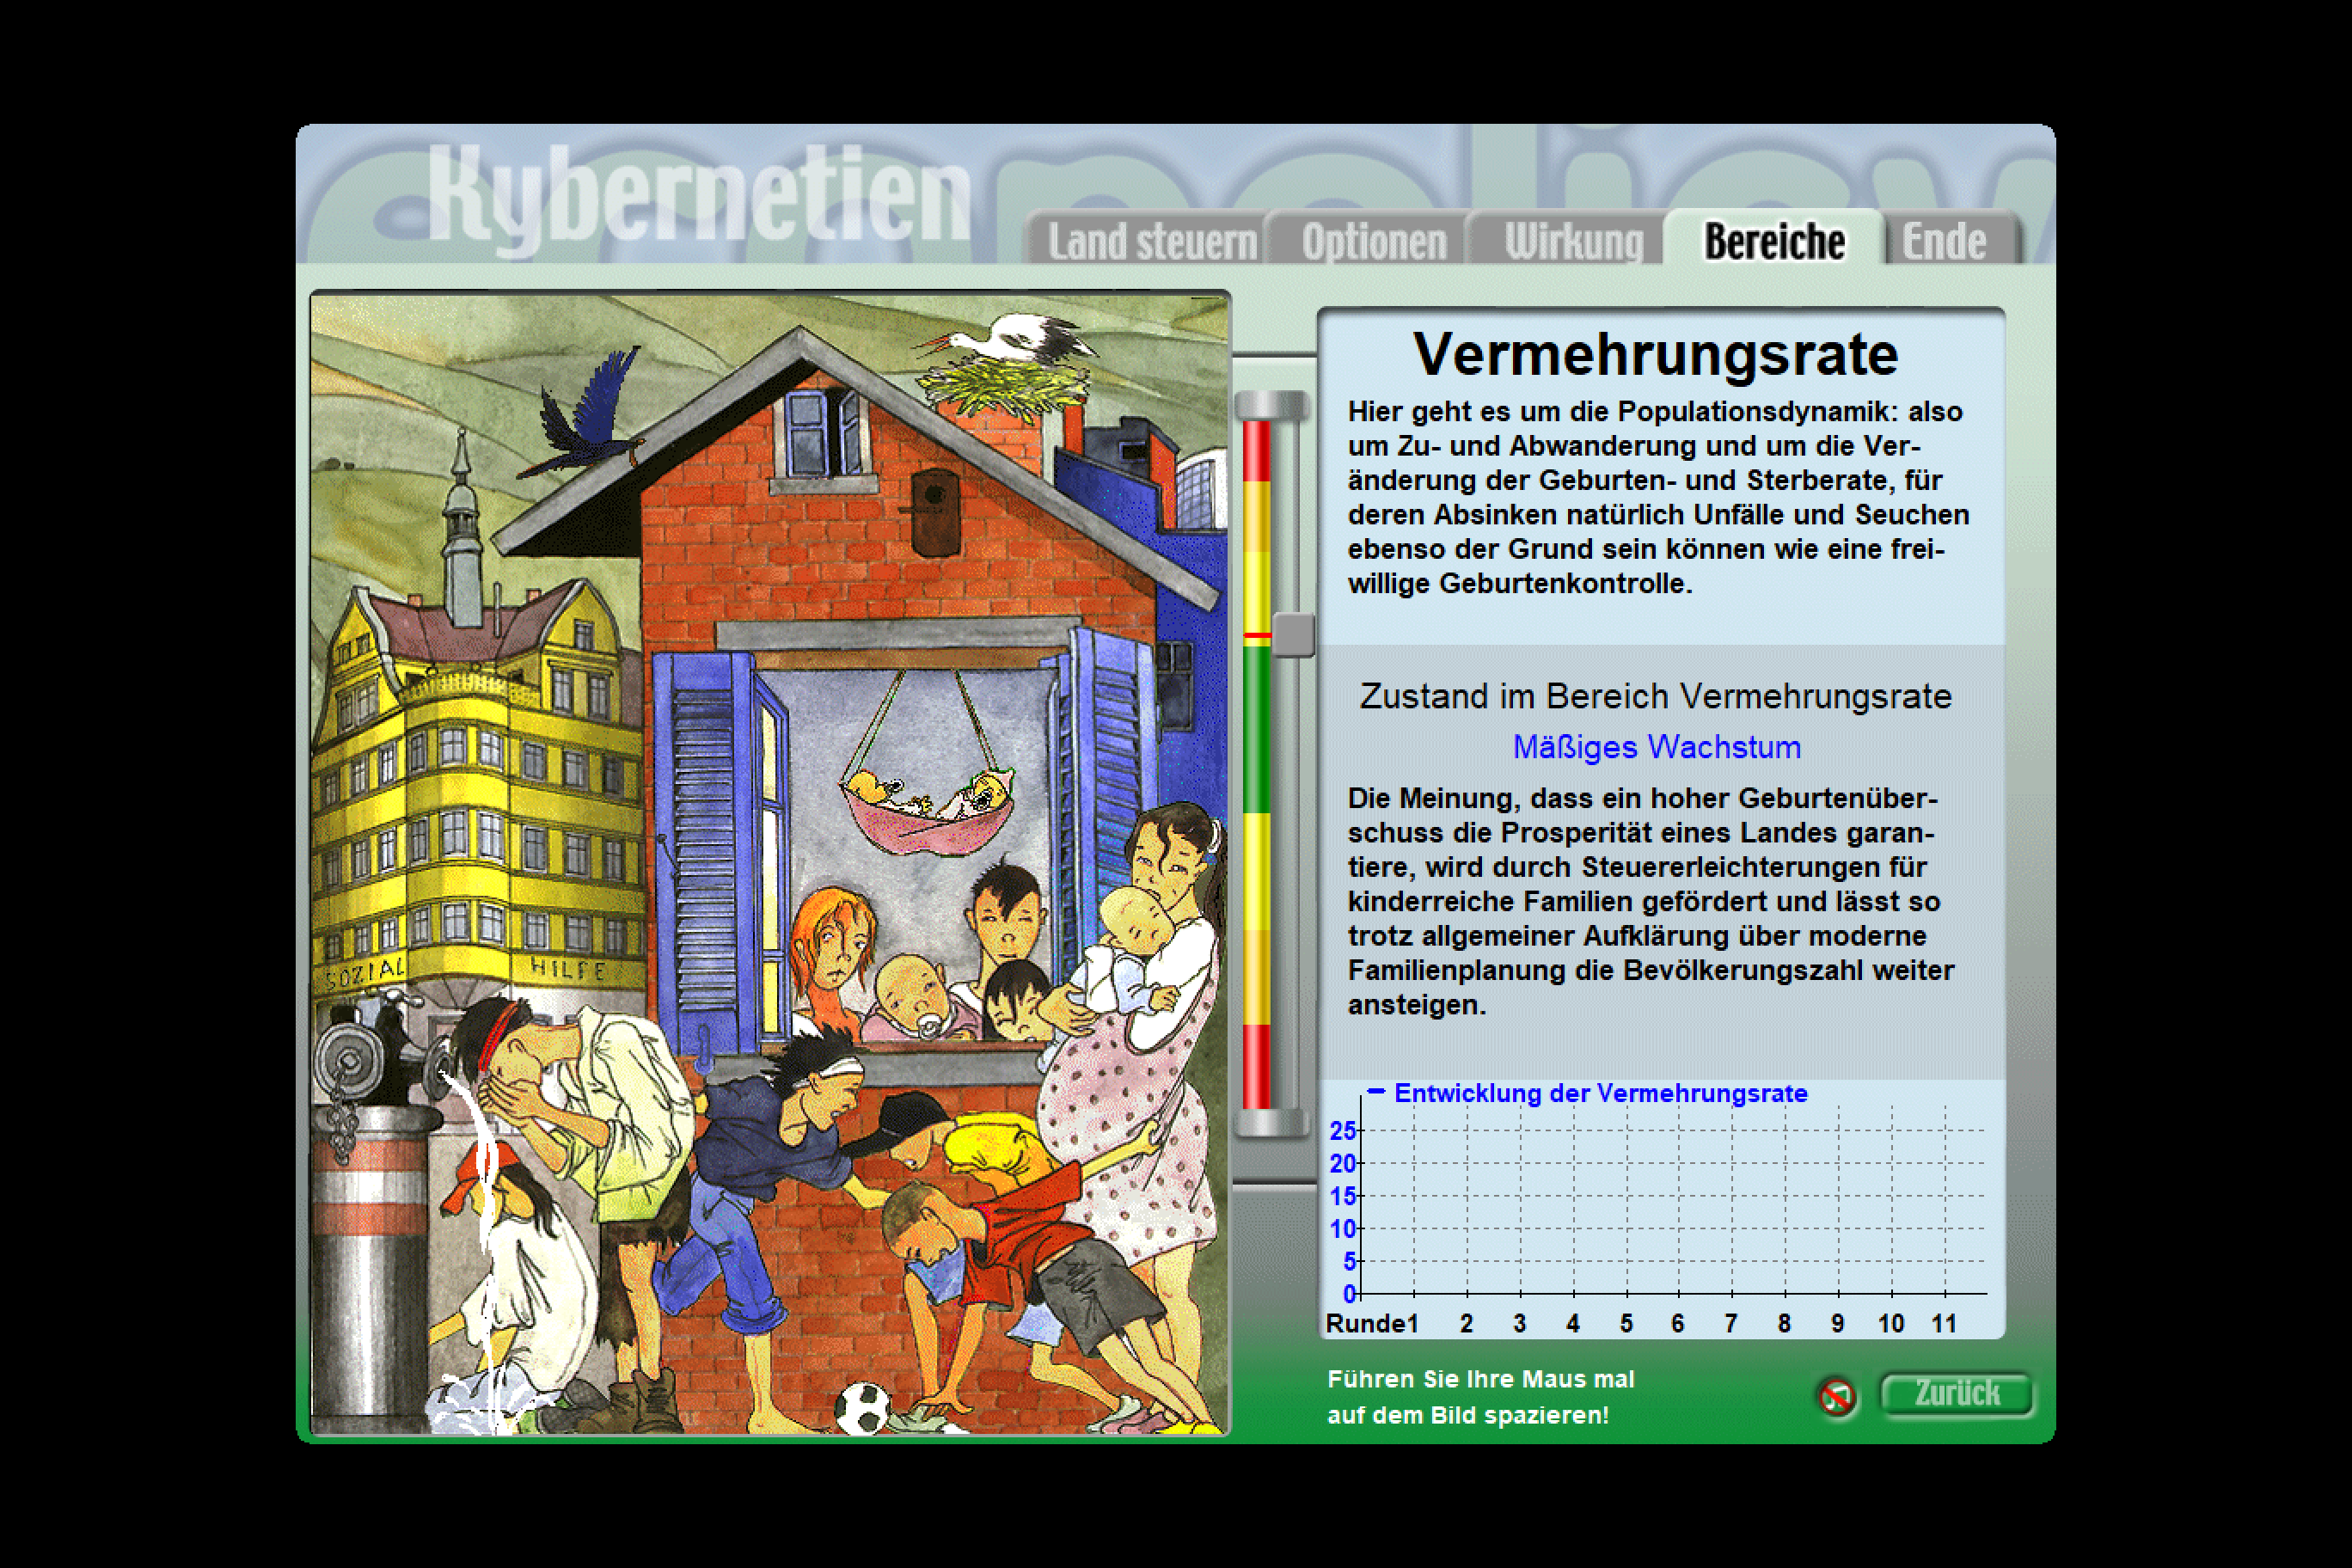 Kybernetien
Land steuern Optionen Wirkung Bereiche Ende
Vermehrungsrate
Hier geht es um die Populationsdynamik: also
um Zu- und Abwanderung und um die Ver-
änderung der Geburten- und Sterberate, für
deren Absinken natürlich Unfälle und Seuchen
ebenso der Grund sein können wie eine frei-
willige Geburtenkontrolle.
Zustand im Bereich Vermehrungsrate
Mäßiges Wachstum
Die Meinung, dass ein hoher Geburtenüber-
schuss die Prosperität eines Landes garan-
tiere, wird durch Steuererleichterungen für
kinderreiche Familien gefördert und lässt so
trotz allgemeiner Aufklärung über moderne
Familienplanung die Bevölkerungszahl weiter
ansteigen.
SOZIAL HILFE
Entwicklung der Vermehrungsrate
25
20
15
10
5
0
Runde1 2 3 4 5 6 7 8 9 10 11
Führen Sie Ihre Maus mal
auf dem Bild spazieren!
Zurück